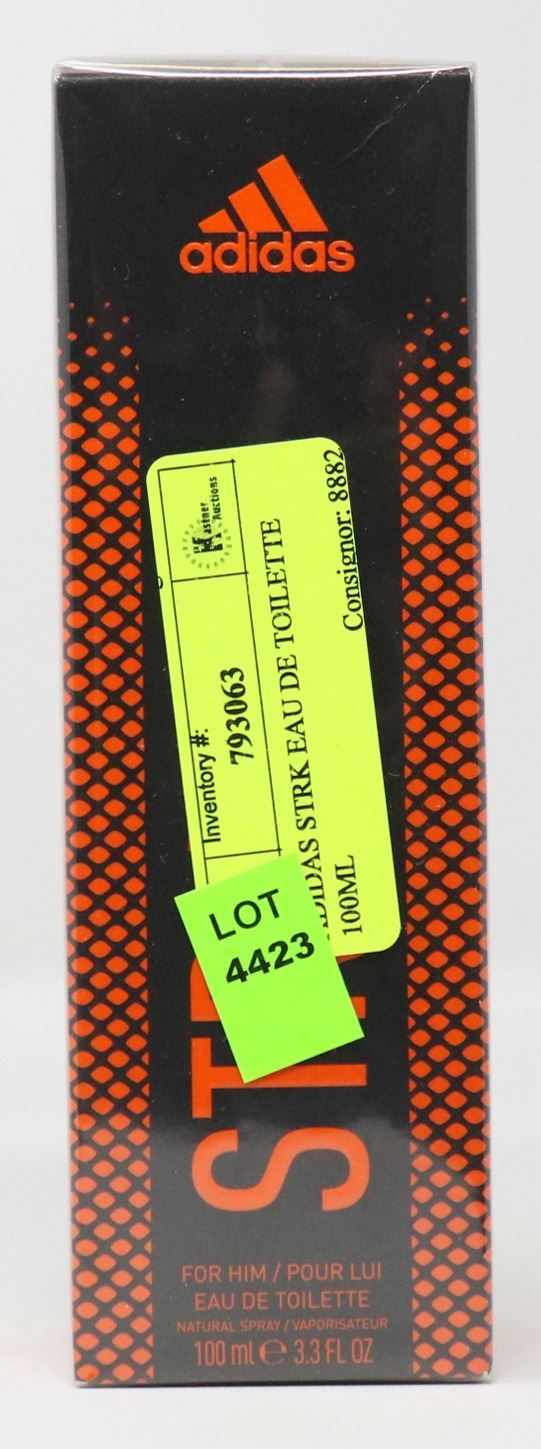 adidas
Kastner
Auctions
Inventory #:
793063
ADIDAS STRK EAU DE TOILETTE
100ML
Consignor: 8882
LOT
4423
ST
FOR HIM / POUR LUI
EAU DE TOILETTE
NATURAL SPRAY / VAPORISATEUR
100 ml ℮ 3.3 FL OZ